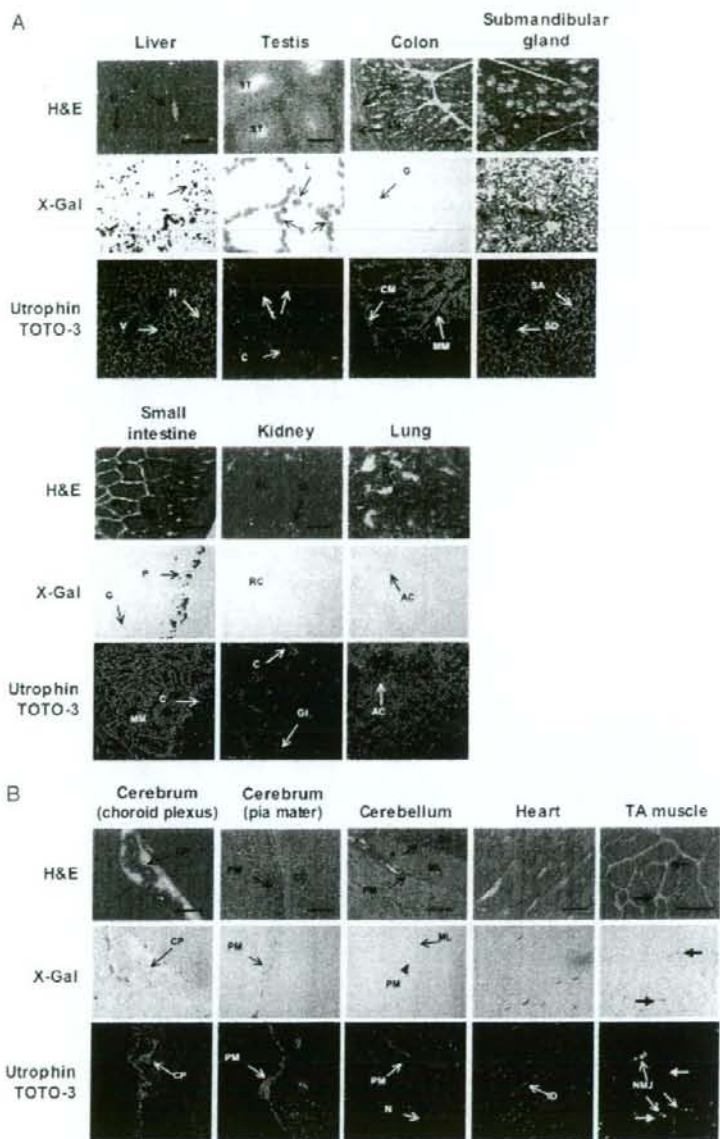 A
Liver Testis Colon Submandibular gland
H&E
ST
ST
X-Gal
H L G
Utrophin TOTO-3
H SA
V CM SD
C MM
Small intestine Kidney Lung
H&E
X-Gal
P
G RC AC
Utrophin TOTO-3
C C
MM GL AC
B
Cerebrum (choroid plexus) Cerebrum (pia mater) Cerebellum Heart TA muscle
H&E
CP PM ML
PM
X-Gal
CP PM ML
PM
Utrophin TOTO-3
CP PM PM ID NMJ
N